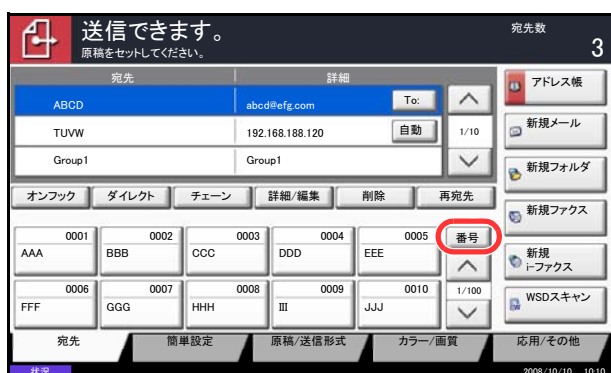 送信できます。
原稿をセットしてください。
宛先数
3
宛先 詳細
ABCD abcd@efg.com To:
TUVW 192.168.188.120 自動
Group1 Group1
1/10
アドレス帳
新規メール
新規フォルダ
新規ファクス
新規
i-ファクス
WSDスキャン
オンフック ダイレクト チェーン 詳細/編集 削除 再宛先
0001 0002 0003 0004 0005
AAA BBB CCC DDD EEE
番号
0006 0007 0008 0009 0010
FFF GGG HHH III JJJ
1/100
宛先 簡単設定 原稿/送信形式 カラー/画質 応用/その他
状況 2008/10/10 10:10